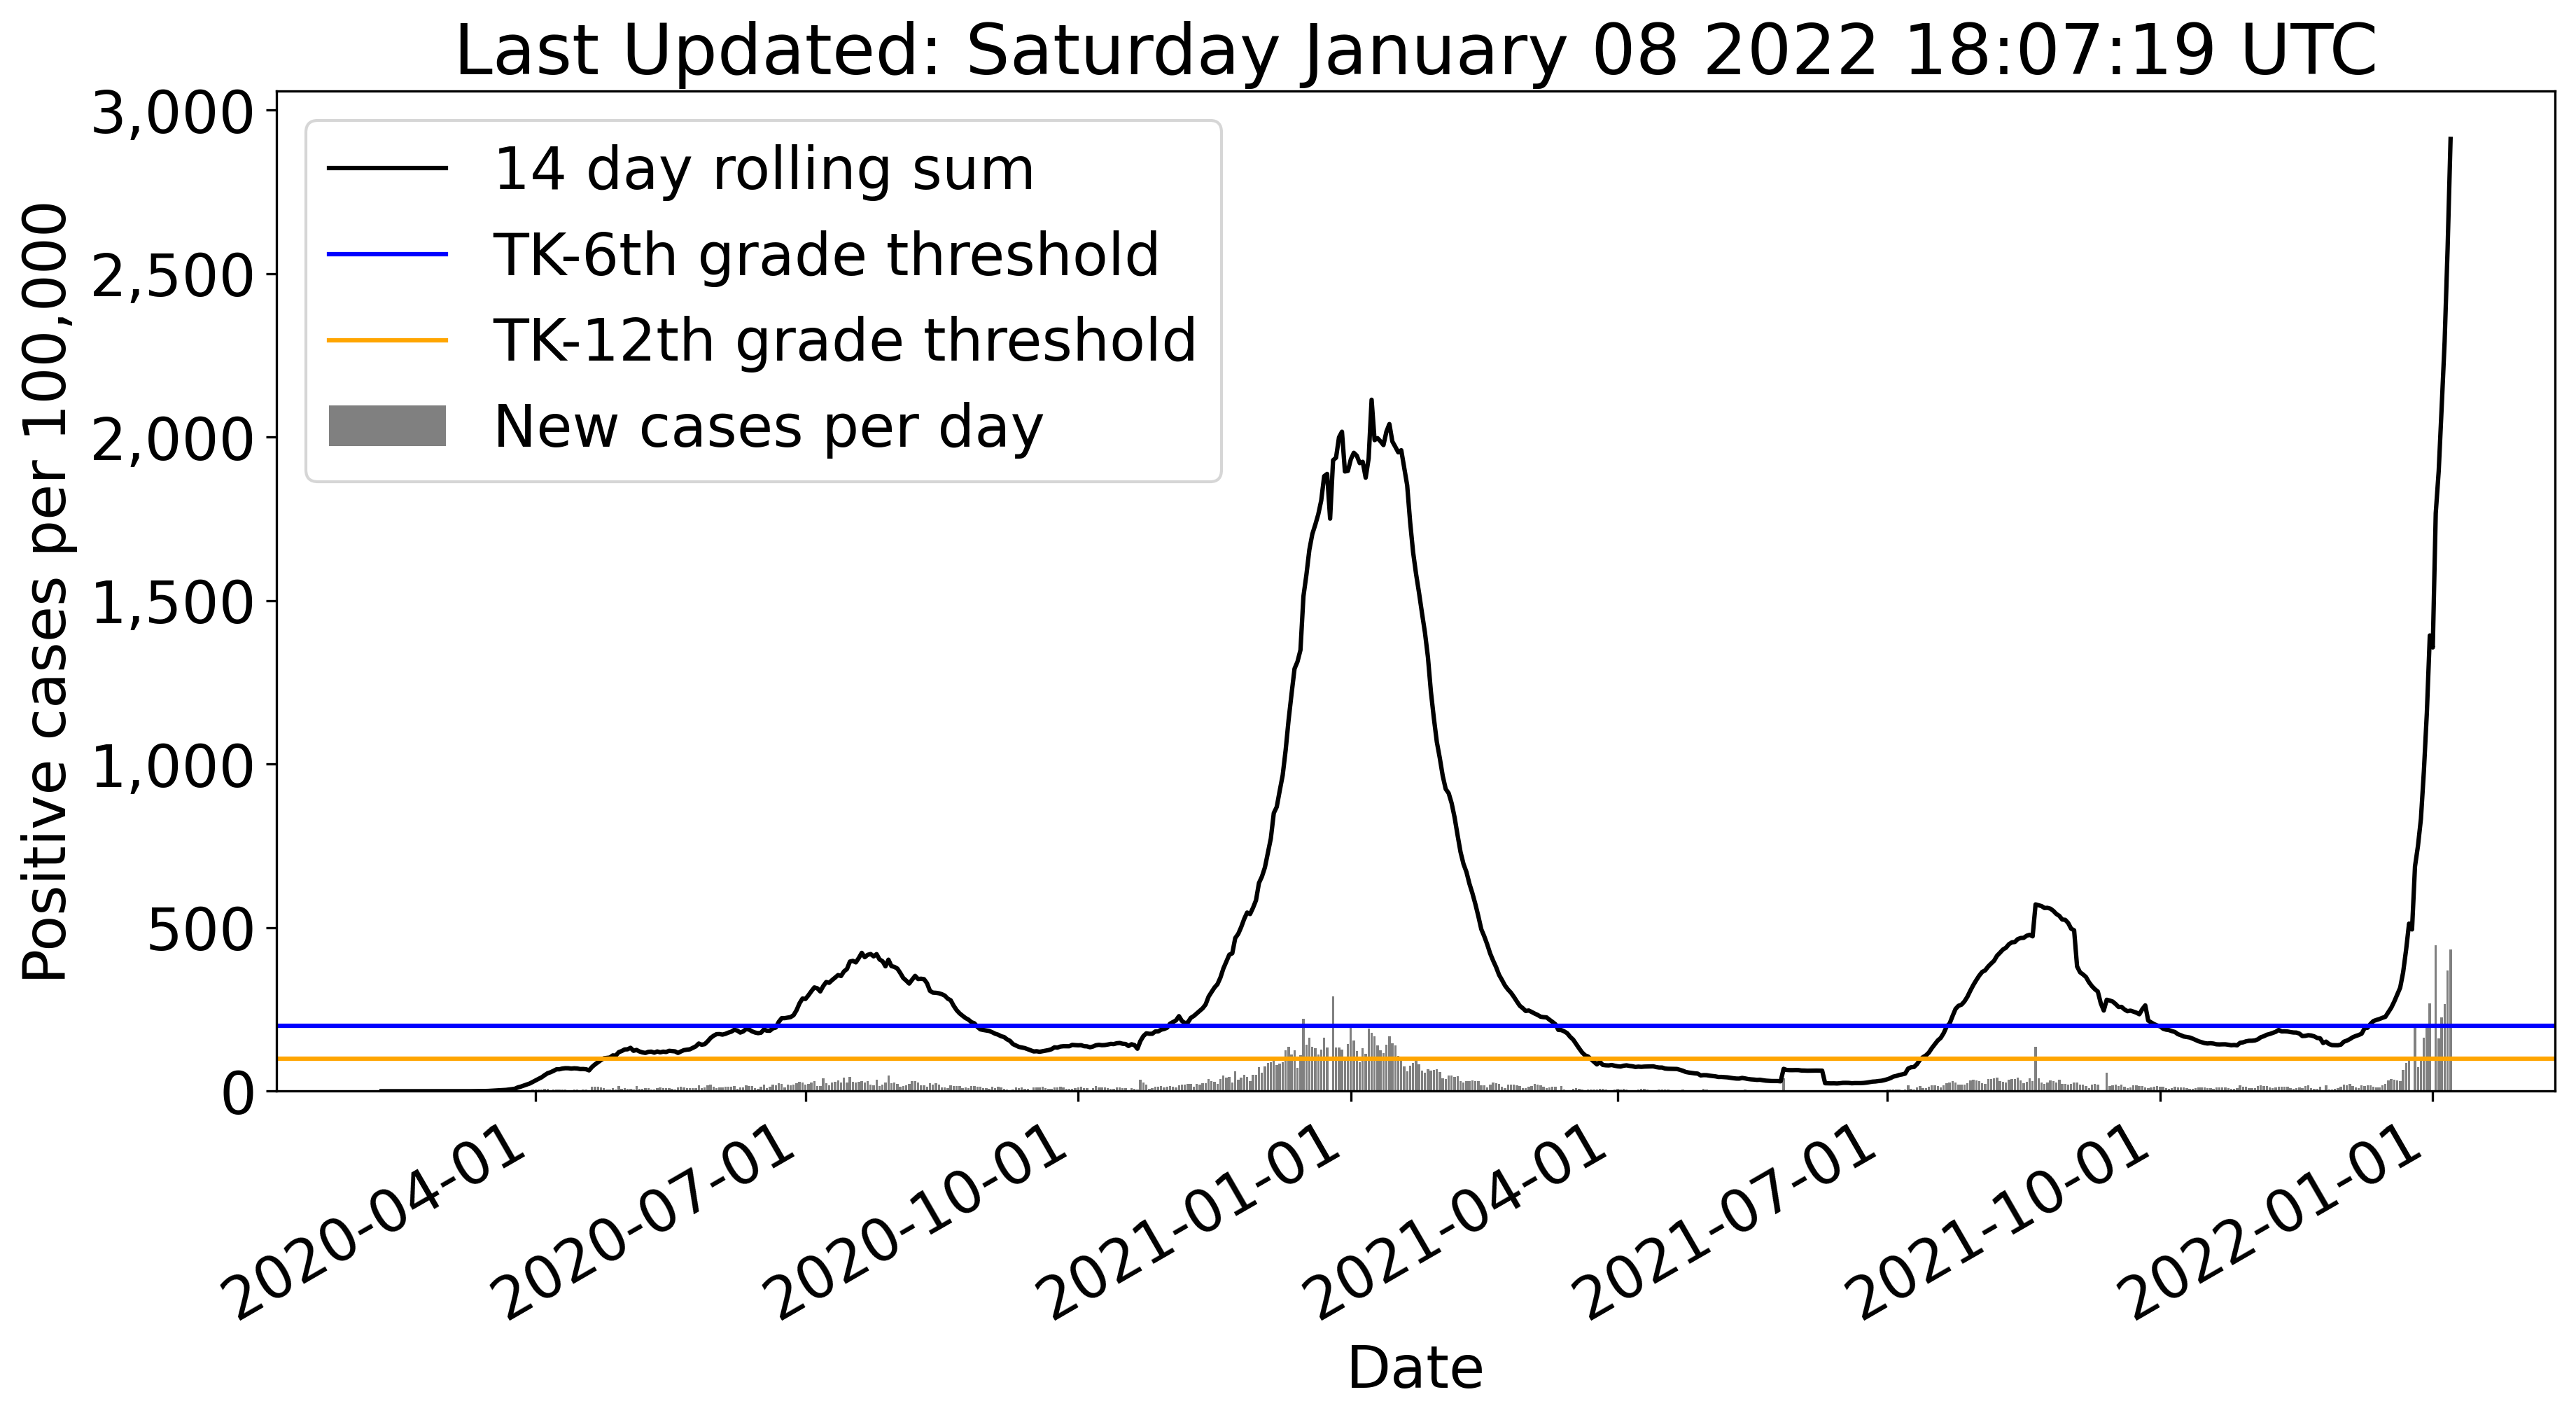 Last Updated: Saturday January 08 2022 18:07:19 UTC
Positive cases per 100,000
3,000
2,500
2,000
1,500
1,000
500
0
14 day rolling sum
TK-6th grade threshold
TK-12th grade threshold
New cases per day
2020-04-01
2020-07-01
2020-10-01
2021-01-01
2021-04-01
2021-07-01
2021-10-01
2022-01-01
Date